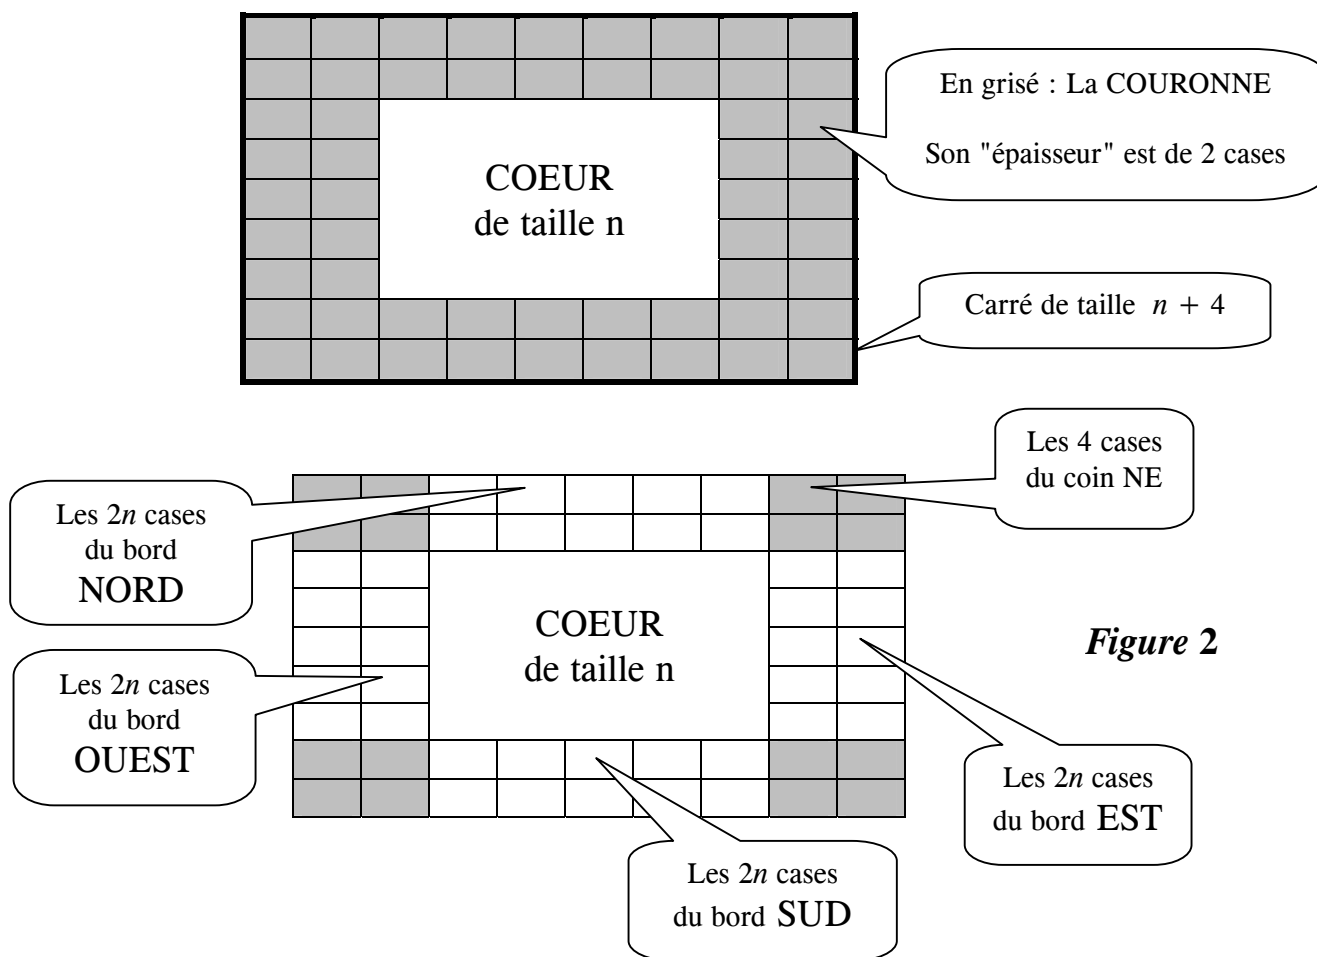 En grisé : La COURONNE
Son "épaisseur" est de 2 cases
COEUR
de taille n
Carré de taille n + 4
Les 4 cases
du coin NE
Les 2n cases
du bord
NORD
COEUR
de taille n
Figure 2
Les 2n cases
du bord
OUEST
Les 2n cases
du bord EST
Les 2n cases
du bord SUD